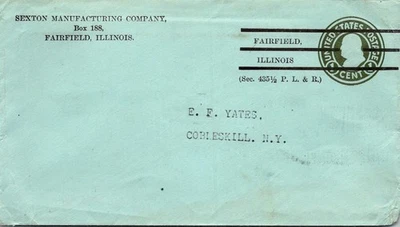 SEXTON MANUFACTURING COMPANY,
Box 188,
FAIRFIELD, ILLINOIS.
FAIRFIELD,
ILLINOIS
(Sec. 435½ P. L. & R.)
UNITED STATES POSTAGE
1 CENT 1
E. F. YATES,
COBLESKILL. N.Y.